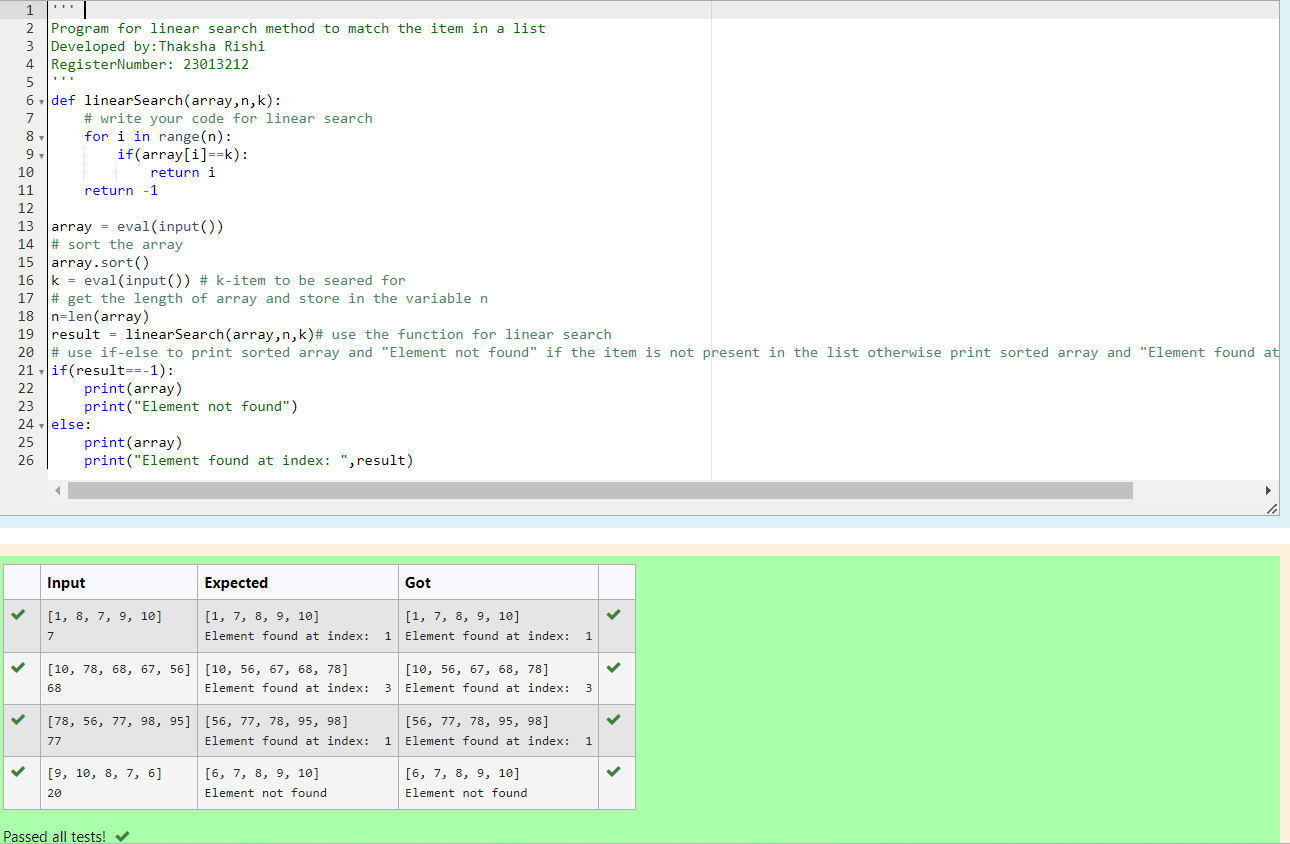 1 '''
2 Program for linear search method to match the item in a list
3 Developed by:Thaksha Rishi
4 RegisterNumber: 23013212
5 '''
6 def linearSearch(array,n,k):
7     # write your code for linear search
8     for i in range(n):
9         if(array[i]==k):
10             return i
11     return -1
12
13 array = eval(input())
14 # sort the array
15 array.sort()
16 k = eval(input()) # k-item to be seared for
17 # get the length of array and store in the variable n
18 n=len(array)
19 result = linearSearch(array,n,k)# use the function for linear search
20 # use if-else to print sorted array and "Element not found" if the item is not present in the list otherwise print sorted array and "Element found at
21 if(result==-1):
22     print(array)
23     print("Element not found")
24 else:
25     print(array)
26     print("Element found at index: ",result)
Input Expected Got
[1, 8, 7, 9, 10] [1, 7, 8, 9, 10] [1, 7, 8, 9, 10]
7 Element found at index:  1 Element found at index:  1
[10, 78, 68, 67, 56] [10, 56, 67, 68, 78] [10, 56, 67, 68, 78]
68 Element found at index:  3 Element found at index:  3
[78, 56, 77, 98, 95] [56, 77, 78, 95, 98] [56, 77, 78, 95, 98]
77 Element found at index:  1 Element found at index:  1
[9, 10, 8, 7, 6] [6, 7, 8, 9, 10] [6, 7, 8, 9, 10]
20 Element not found Element not found
Passed all tests!